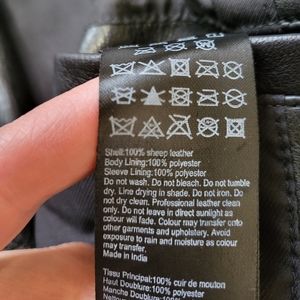 Shell:100% sheep leather
Body Lining:100% polyester
Sleeve Lining:100% polyester
Do not wash. Do not bleach. Do not tumble
dry. Line drying in shade. Do not iron. Do
not dry clean. Professional leather clean
only. Do not leave in direct sunlight as
colour will fade. Colour may transfer onto
other garments and upholstery. Avoid
exposure to rain and moisture as colour
may transfer.
Made in India
Tissu Principal:100% cuir de mouton
Haut Doublure:100% polyester
Manche Doublure:100%